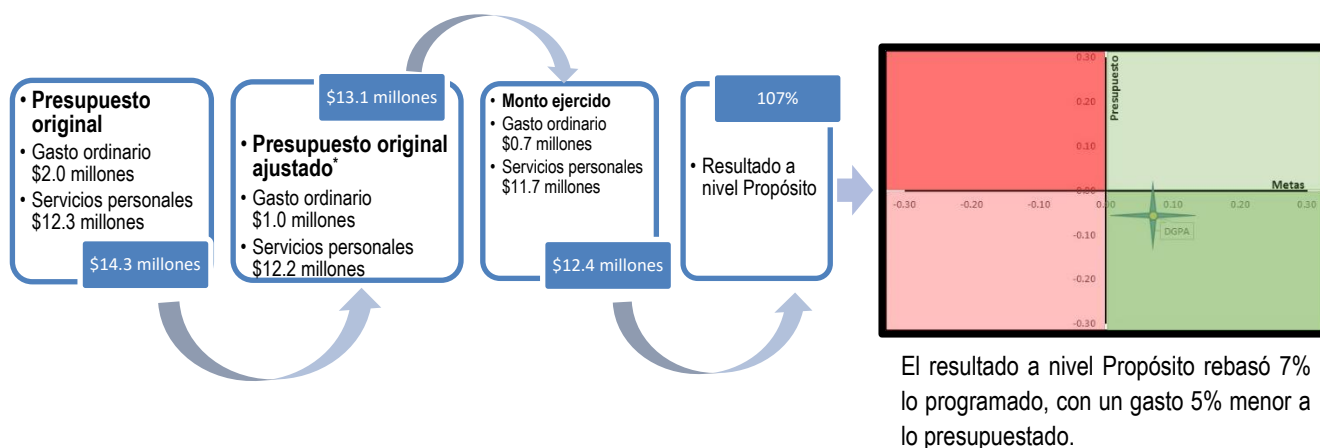 • Presupuesto
original
• Gasto ordinario
$2.0 millones
• Servicios personales
$12.3 millones
$14.3 millones
$13.1 millones
• Presupuesto original
ajustado*
• Gasto ordinario
$1.0 millones
• Servicios personales
$12.2 millones
• Monto ejercido
• Gasto ordinario
$0.7 millones
• Servicios personales
$11.7 millones
$12.4 millones
107%
• Resultado a
nivel Propósito
Presupuesto
0.30
0.20
0.10
0.00
Metas
-0.30 -0.20 -0.10 0.00 0.10 0.20 0.30
DGPA
-0.10
-0.20
-0.30
El resultado a nivel Propósito rebasó 7%
lo programado, con un gasto 5% menor a
lo presupuestado.